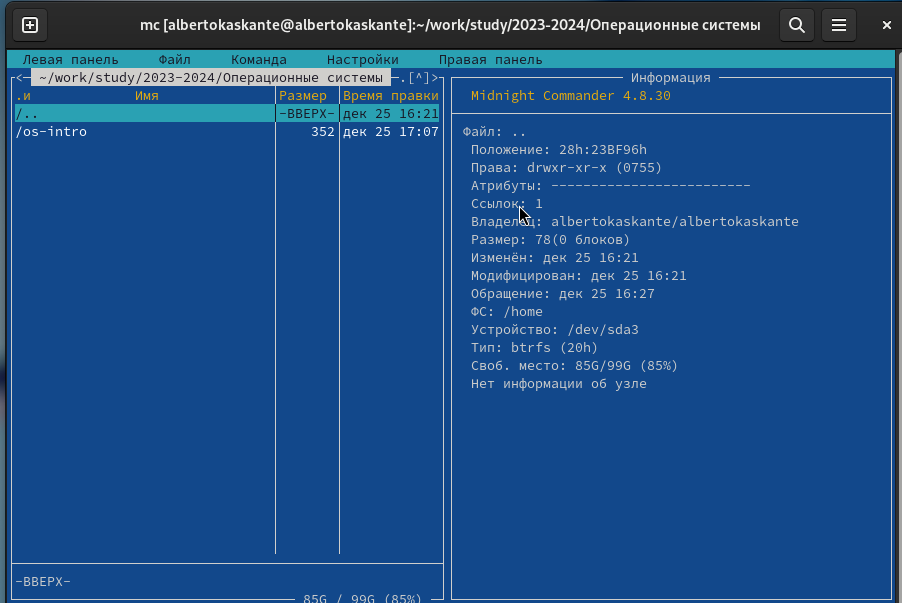 mc [albertokaskante@albertokaskante]:~/work/study/2023-2024/Операционные системы
Левая панель Файл Команда Настройки Правая панель
<─ ~/work/study/2023-2024/Операционные системы ─.[^]>
.и Имя Размер Время правки
/.. -ВВЕРХ- дек 25 16:21
/os-intro 352 дек 25 17:07
-ВВЕРХ-
85G / 99G (85%)
Информация
Midnight Commander 4.8.30
Файл: ..
Положение: 28h:23BF96h
Права: drwxr-xr-x (0755)
Атрибуты: -------------------------
Ссылок: 1
Владелец: albertokaskante/albertokaskante
Размер: 78(0 блоков)
Изменён: дек 25 16:21
Модифицирован: дек 25 16:21
Обращение: дек 25 16:27
ФС: /home
Устройство: /dev/sda3
Тип: btrfs (20h)
Своб. место: 85G/99G (85%)
Нет информации об узле